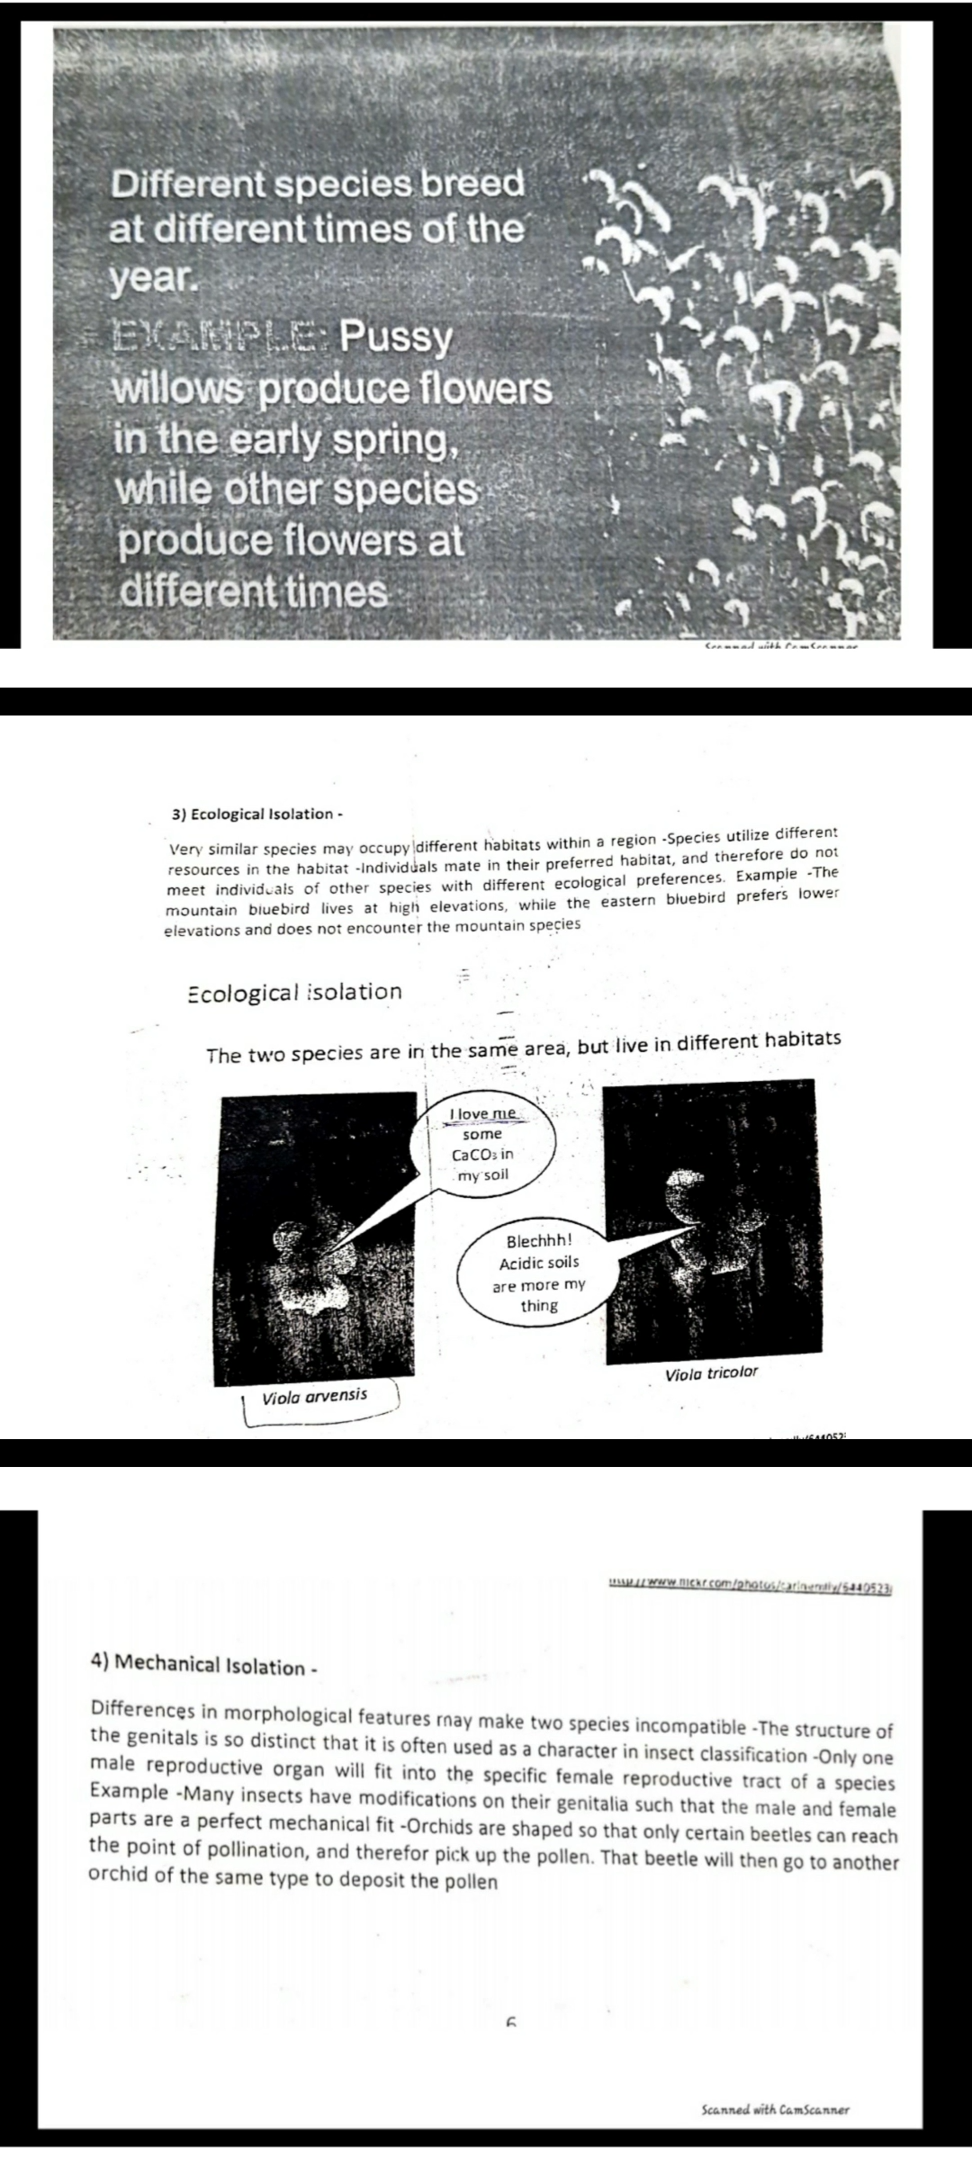 Different species breed
at different times of the
year.
EXAMPLE: Pussy
willows produce flowers
in the early spring,
while other species
produce flowers at
different times
Scanned with CamScanner
3) Ecological Isolation -
Very similar species may occupy different habitats within a region -Species utilize different
resources in the habitat -Individuals mate in their preferred habitat, and therefore do not
meet individuals of other species with different ecological preferences. Example -The
mountain bluebird lives at high elevations, while the eastern bluebird prefers lower
elevations and does not encounter the mountain species
Ecological isolation
The two species are in the same area, but live in different habitats
I love me
some
CaCO₃ in
my soil
Blechhh!
Acidic soils
are more my
thing
Viola arvensis
Viola tricolor
4) Mechanical Isolation -
Differences in morphological features may make two species incompatible -The structure of
the genitals is so distinct that it is often used as a character in insect classification -Only one
male reproductive organ will fit into the specific female reproductive tract of a species
Example -Many insects have modifications on their genitalia such that the male and female
parts are a perfect mechanical fit -Orchids are shaped so that only certain beetles can reach
the point of pollination, and therefor pick up the pollen. That beetle will then go to another
orchid of the same type to deposit the pollen
6
Scanned with CamScanner